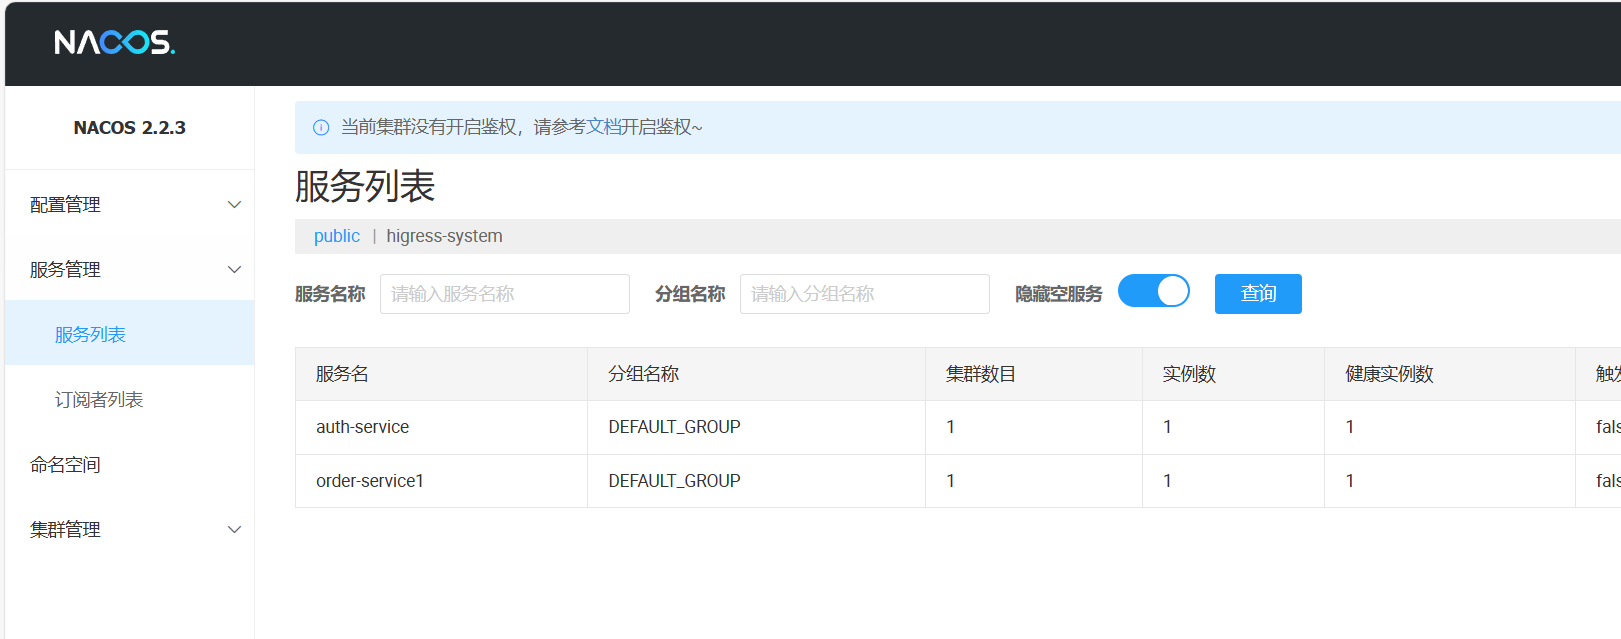 NACOS.
NACOS 2.2.3
配置管理
服务管理
服务列表
订阅者列表
命名空间
集群管理
当前集群没有开启鉴权，请参考文档开启鉴权~
服务列表
public | higress-system
服务名称 请输入服务名称 分组名称 请输入分组名称 隐藏空服务 查询
服务名 分组名称 集群数目 实例数 健康实例数
auth-service DEFAULT_GROUP 1 1 1
order-service1 DEFAULT_GROUP 1 1 1